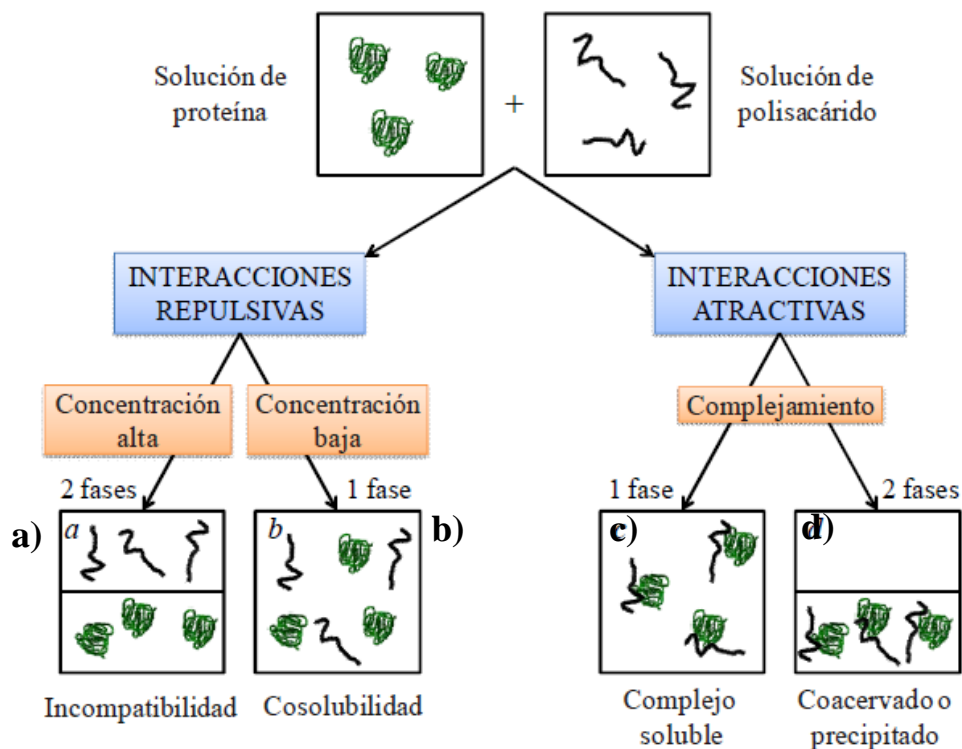 Solución de
proteína
+
Solución de
polisacárido
INTERACCIONES
REPULSIVAS
INTERACCIONES
ATRACTIVAS
Concentración
alta
Concentración
baja
Complejamiento
2 fases
1 fase
1 fase
2 fases
a)
a
b
b)
c)
d)
Incompatibilidad
Cosolubilidad
Complejo
soluble
Coacervado o
precipitado